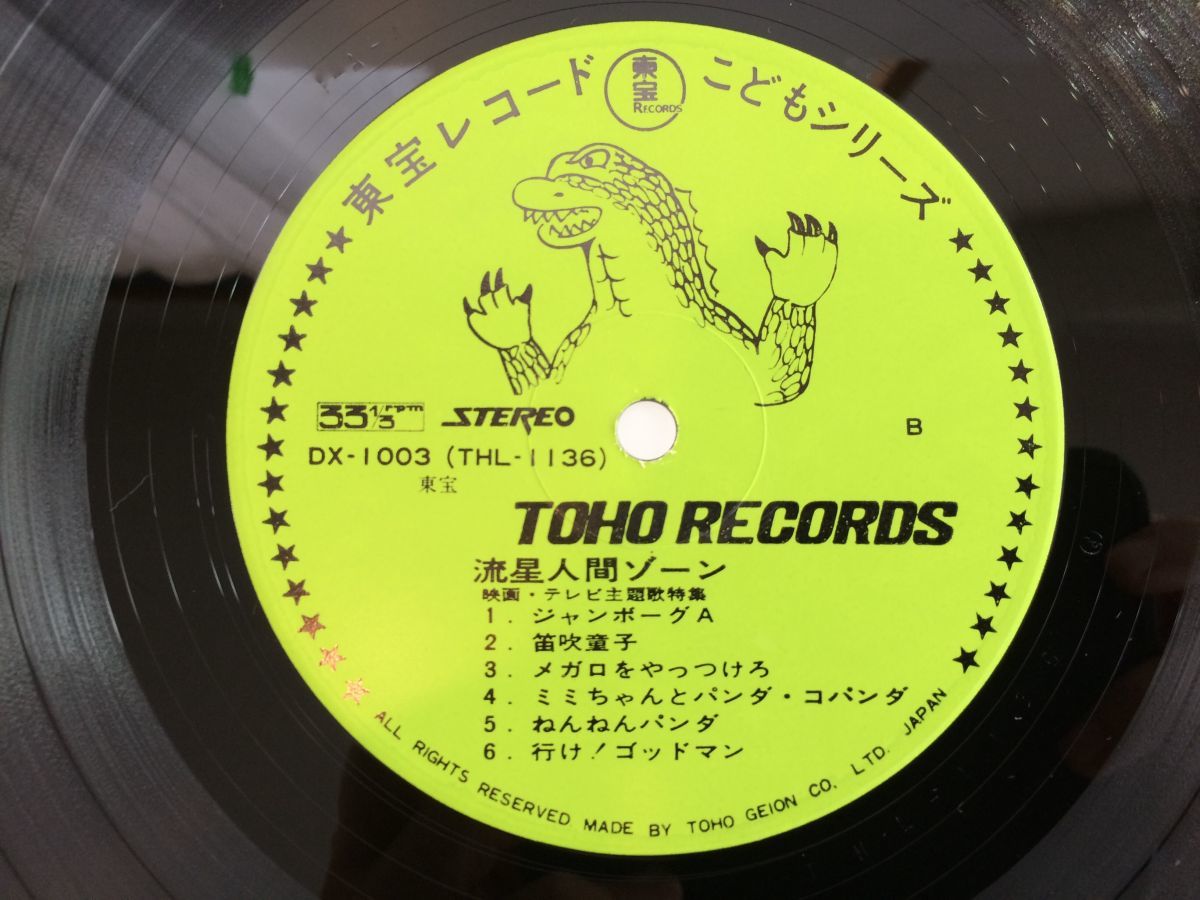 東宝レコード 東宝 RECORDS こどもシリーズ
33 1/3 rpm STEREO
B
DX-1003 (THL-1136)
東宝
TOHO RECORDS
流星人間ゾーン
映画・テレビ主題歌特集
1. ジャンボーグA
2. 笛吹童子
3. メガロをやっつけろ
4. ミミちゃんとパンダ・コパンダ
5. ねんねんパンダ
6. 行け!ゴッドマン
ALL RIGHTS RESERVED MADE BY TOHO GEION CO, LTD. JAPAN